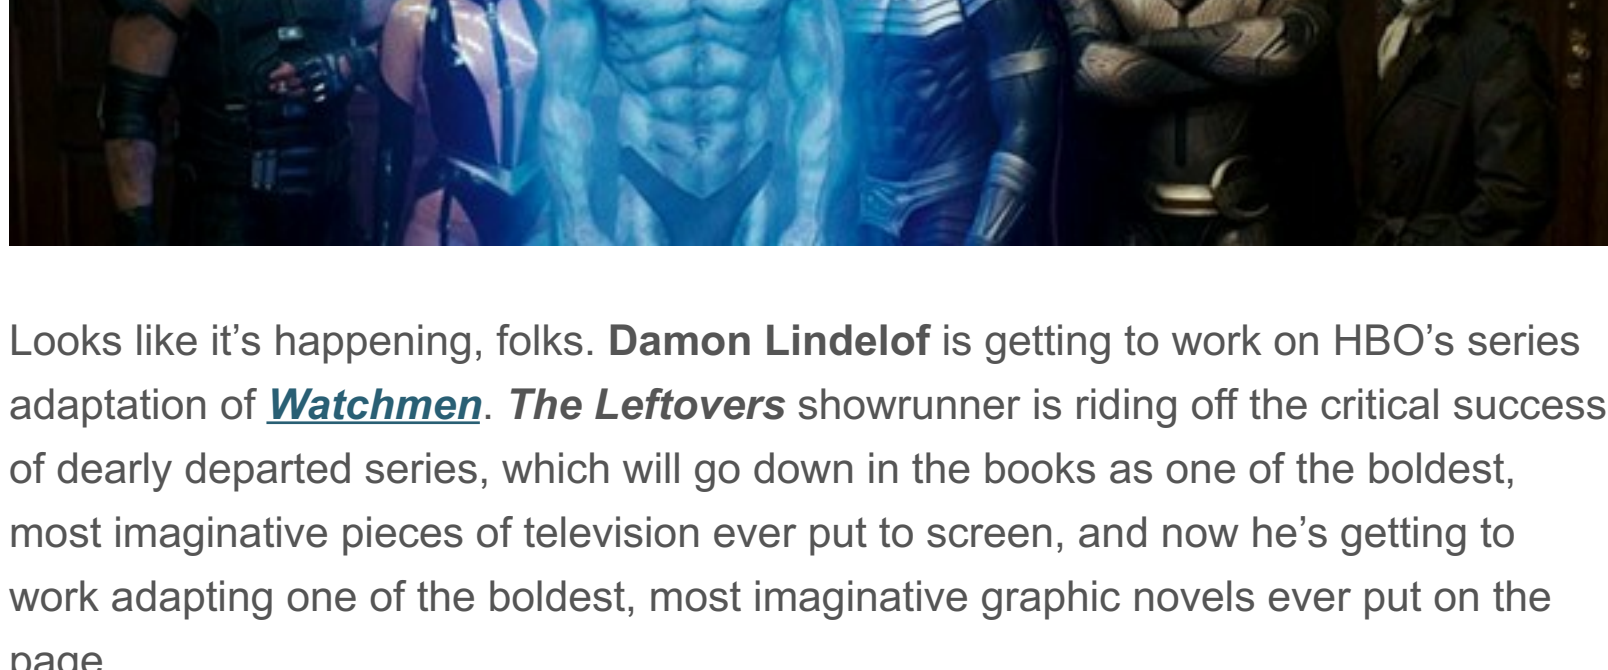 Looks like it’s happening, folks. Damon Lindelof is getting to work on HBO’s series
adaptation of Watchmen. The Leftovers showrunner is riding off the critical success
of dearly departed series, which will go down in the books as one of the boldest,
most imaginative pieces of television ever put to screen, and now he’s getting to
work adapting one of the boldest, most imaginative graphic novels ever put on the
page